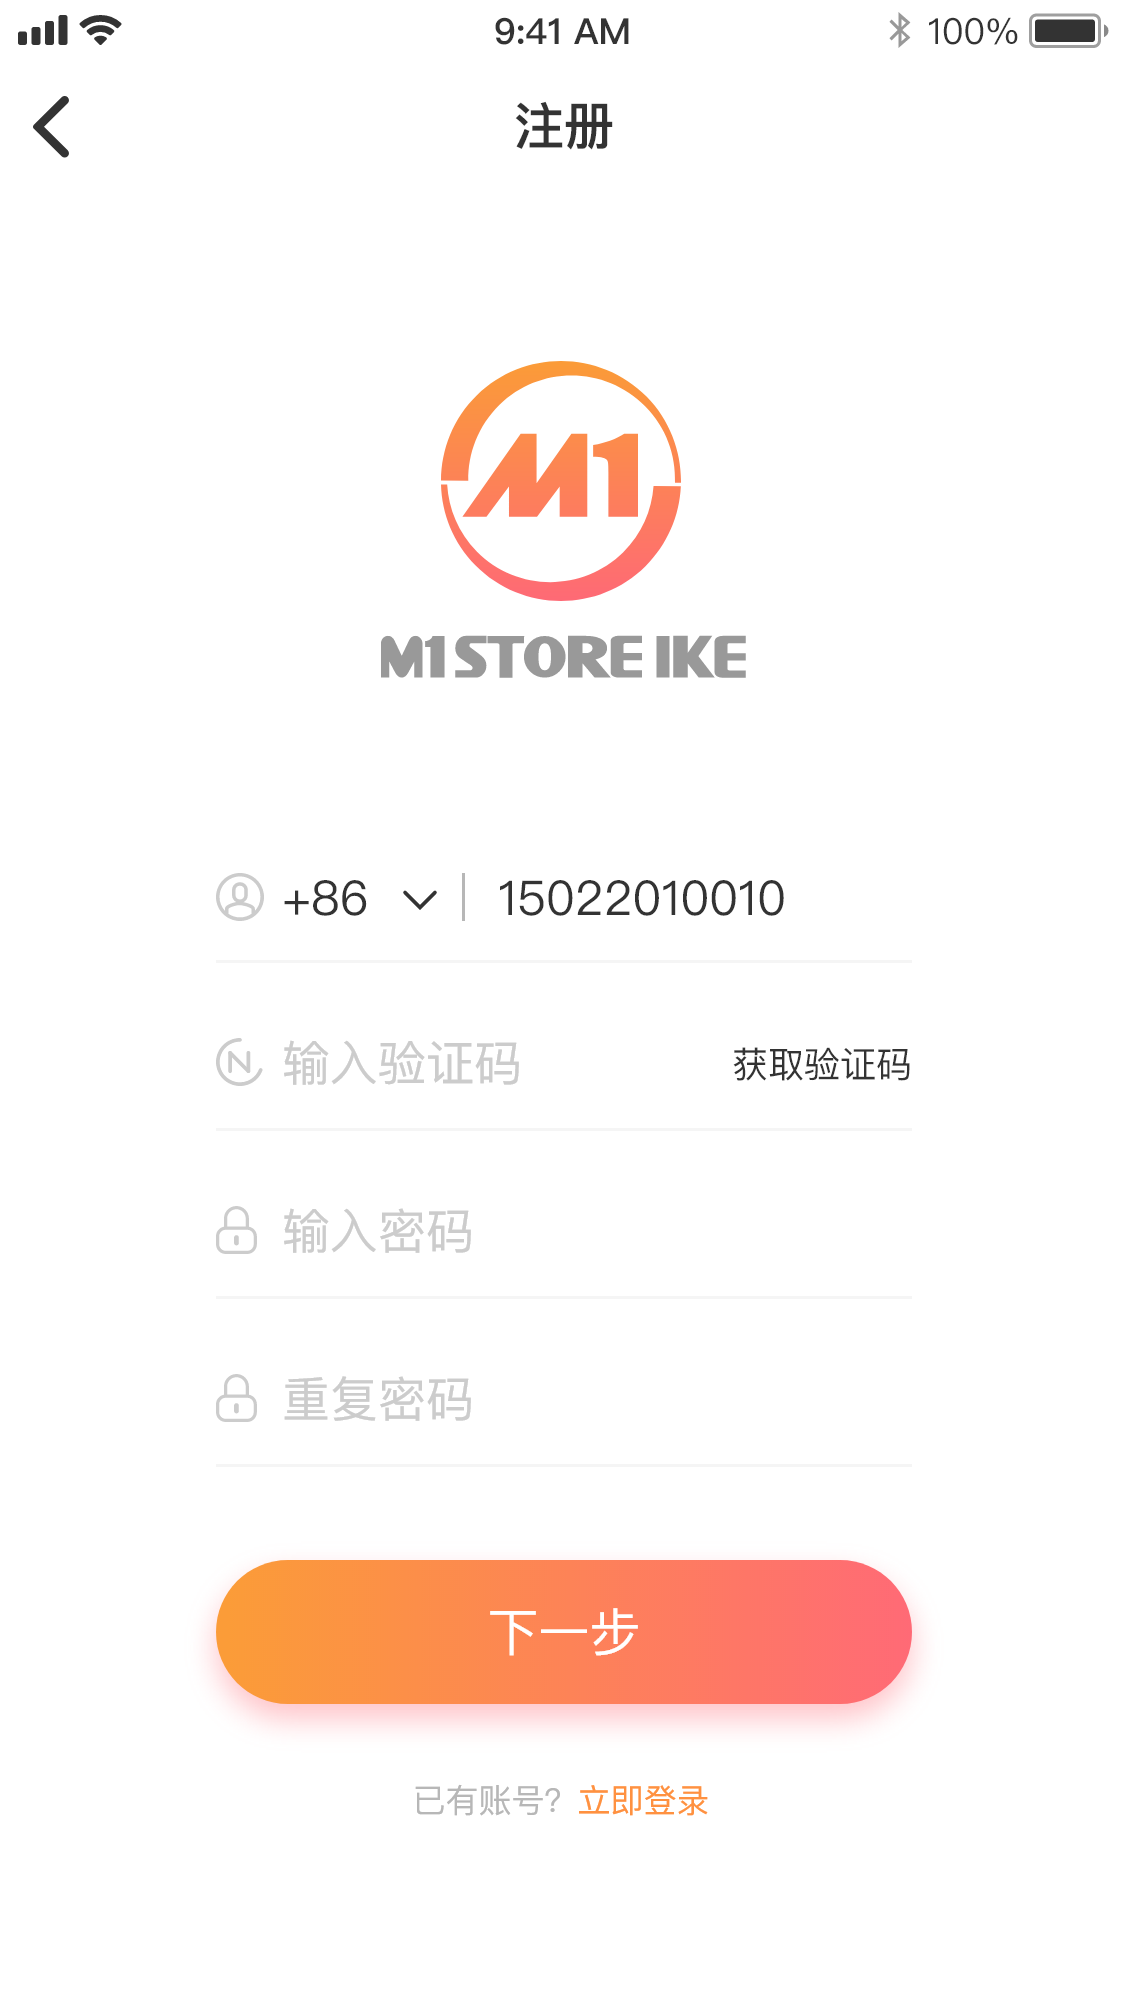 9:41 AM 100%
注册
M1
M1 STORE IKE
+86 15022010010
输入验证码 获取验证码
输入密码
重复密码
下一步
已有账号? 立即登录